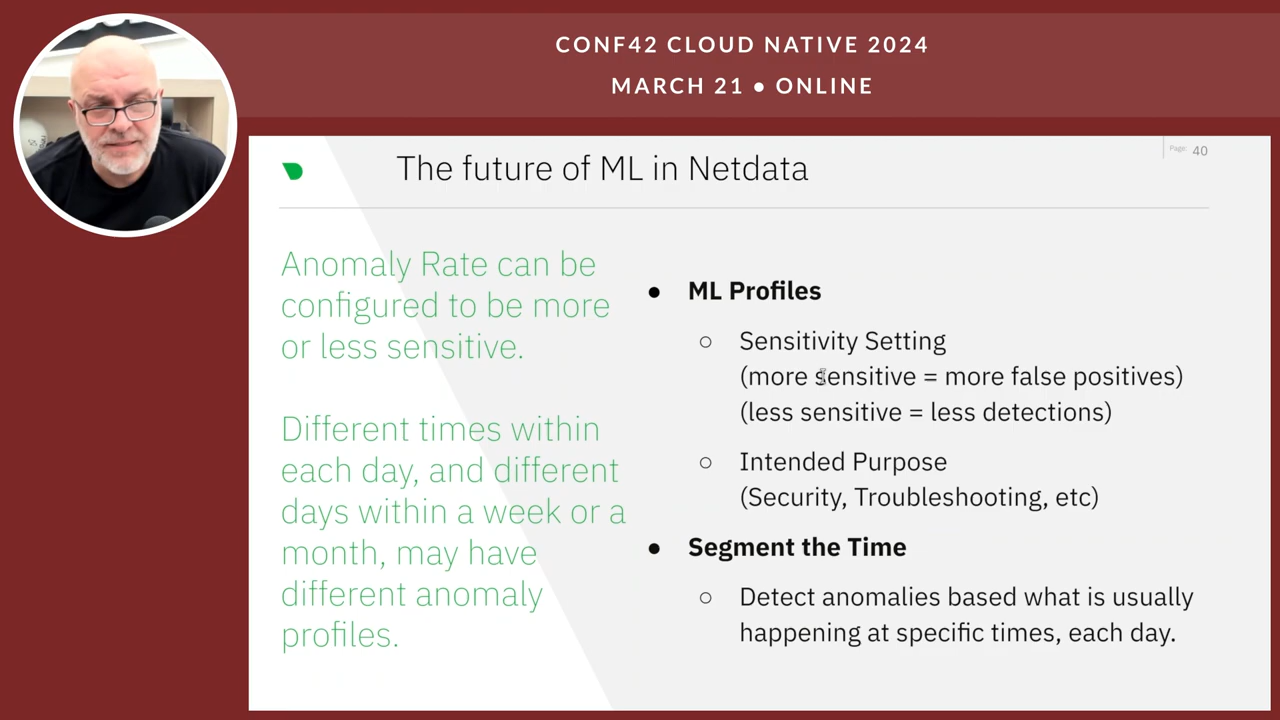 CONF42 CLOUD NATIVE 2024
MARCH 21 ● ONLINE
The future of ML in Netdata
Page: 40
Anomaly Rate can be
configured to be more
or less sensitive.
Different times within
each day, and different
days within a week or a
month, may have
different anomaly
profiles.
● ML Profiles
○ Sensitivity Setting
(more sensitive = more false positives)
(less sensitive = less detections)
○ Intended Purpose
(Security, Troubleshooting, etc)
● Segment the Time
○ Detect anomalies based what is usually
happening at specific times, each day.